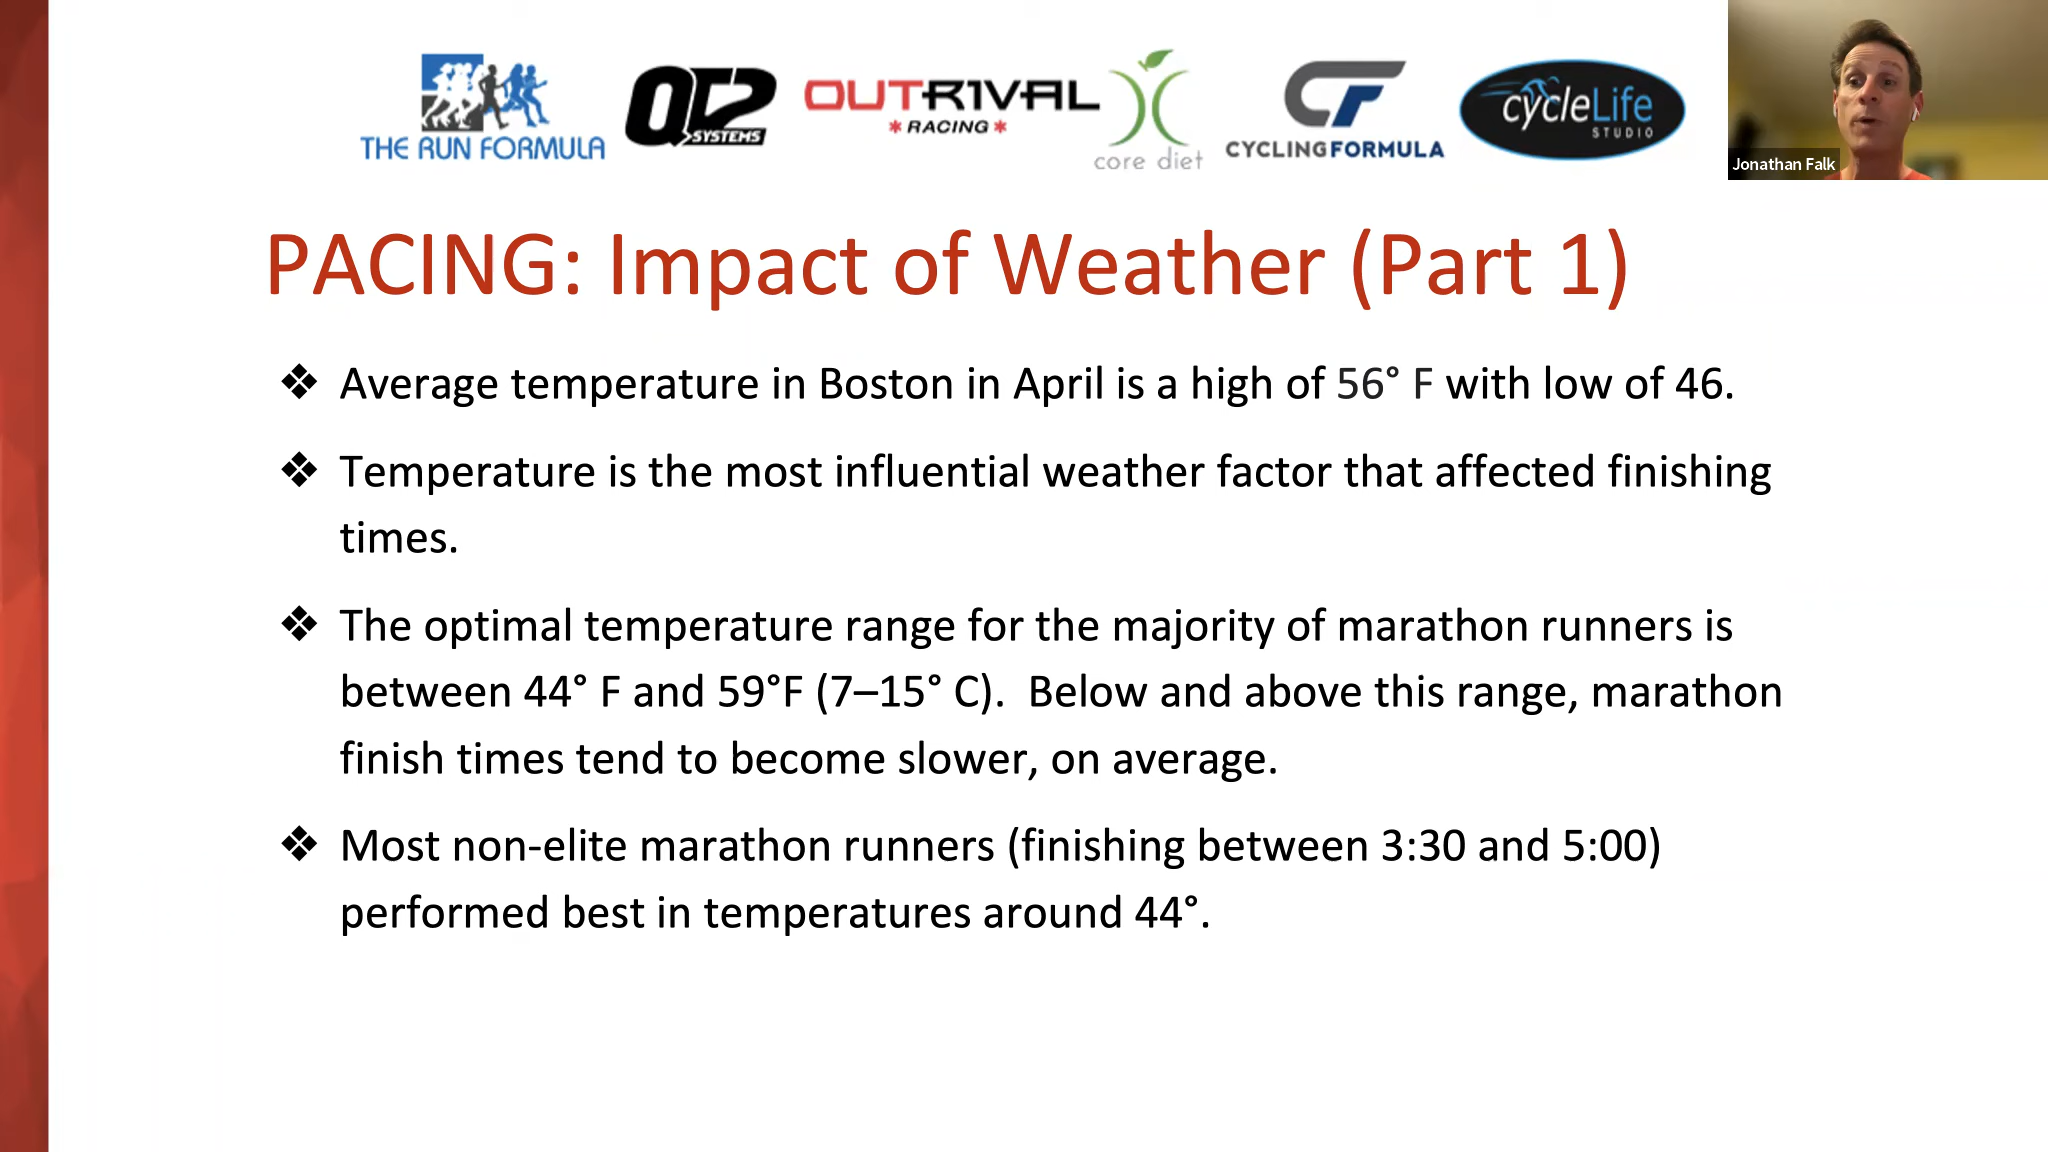 THE RUN FORMULA
QT2
SYSTEMS
OUTRIVAL
*RACING*
core diet
CF
CYCLINGFORMULA
cycleLife
STUDIO
Jonathan Falk
PACING: Impact of Weather (Part 1)
❖ Average temperature in Boston in April is a high of 56° F with low of 46.
❖ Temperature is the most influential weather factor that affected finishing
times.
❖ The optimal temperature range for the majority of marathon runners is
between 44° F and 59°F (7–15° C).  Below and above this range, marathon
finish times tend to become slower, on average.
❖ Most non-elite marathon runners (finishing between 3:30 and 5:00)
performed best in temperatures around 44°.